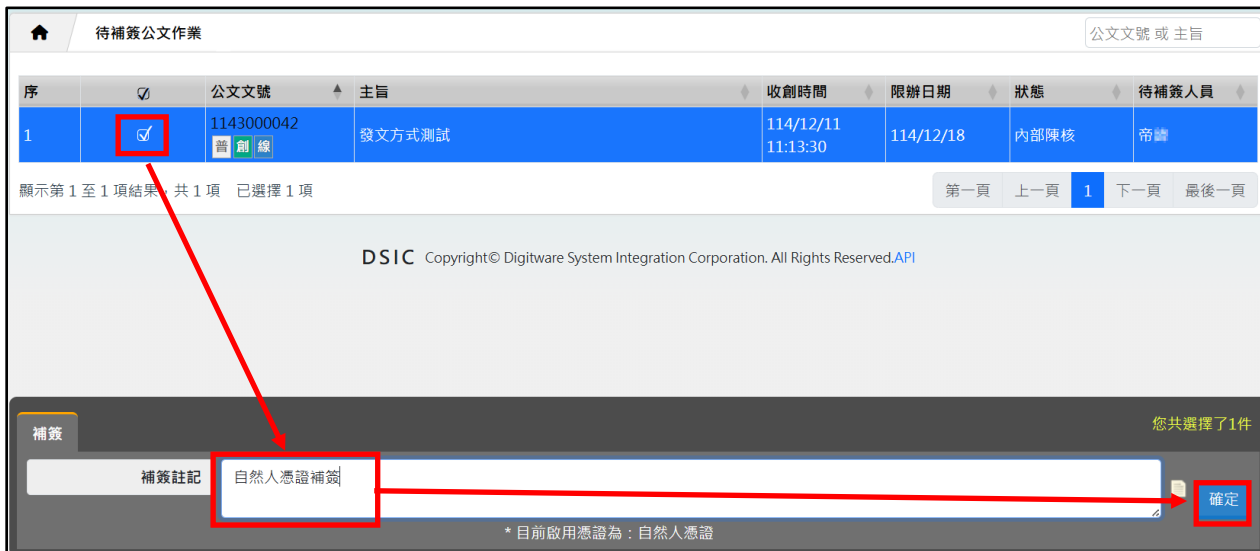 待補簽公文作業
公文文號 或 主旨
序 公文文號 主旨 收創時間 限辦日期 狀態 待補簽人員
1 1143000042 發文方式測試 114/12/11 114/12/18 內部陳核 帝
普 創 線 11:13:30
顯示第 1 至 1 項結果，共 1 項 已選擇 1 項
第一頁 上一頁 1 下一頁 最後一頁
DSIC Copyright© Digitware System Integration Corporation. All Rights Reserved.API
您共選擇了1件
補簽
補簽註記 自然人憑證補簽
確定
* 目前啟用憑證為：自然人憑證